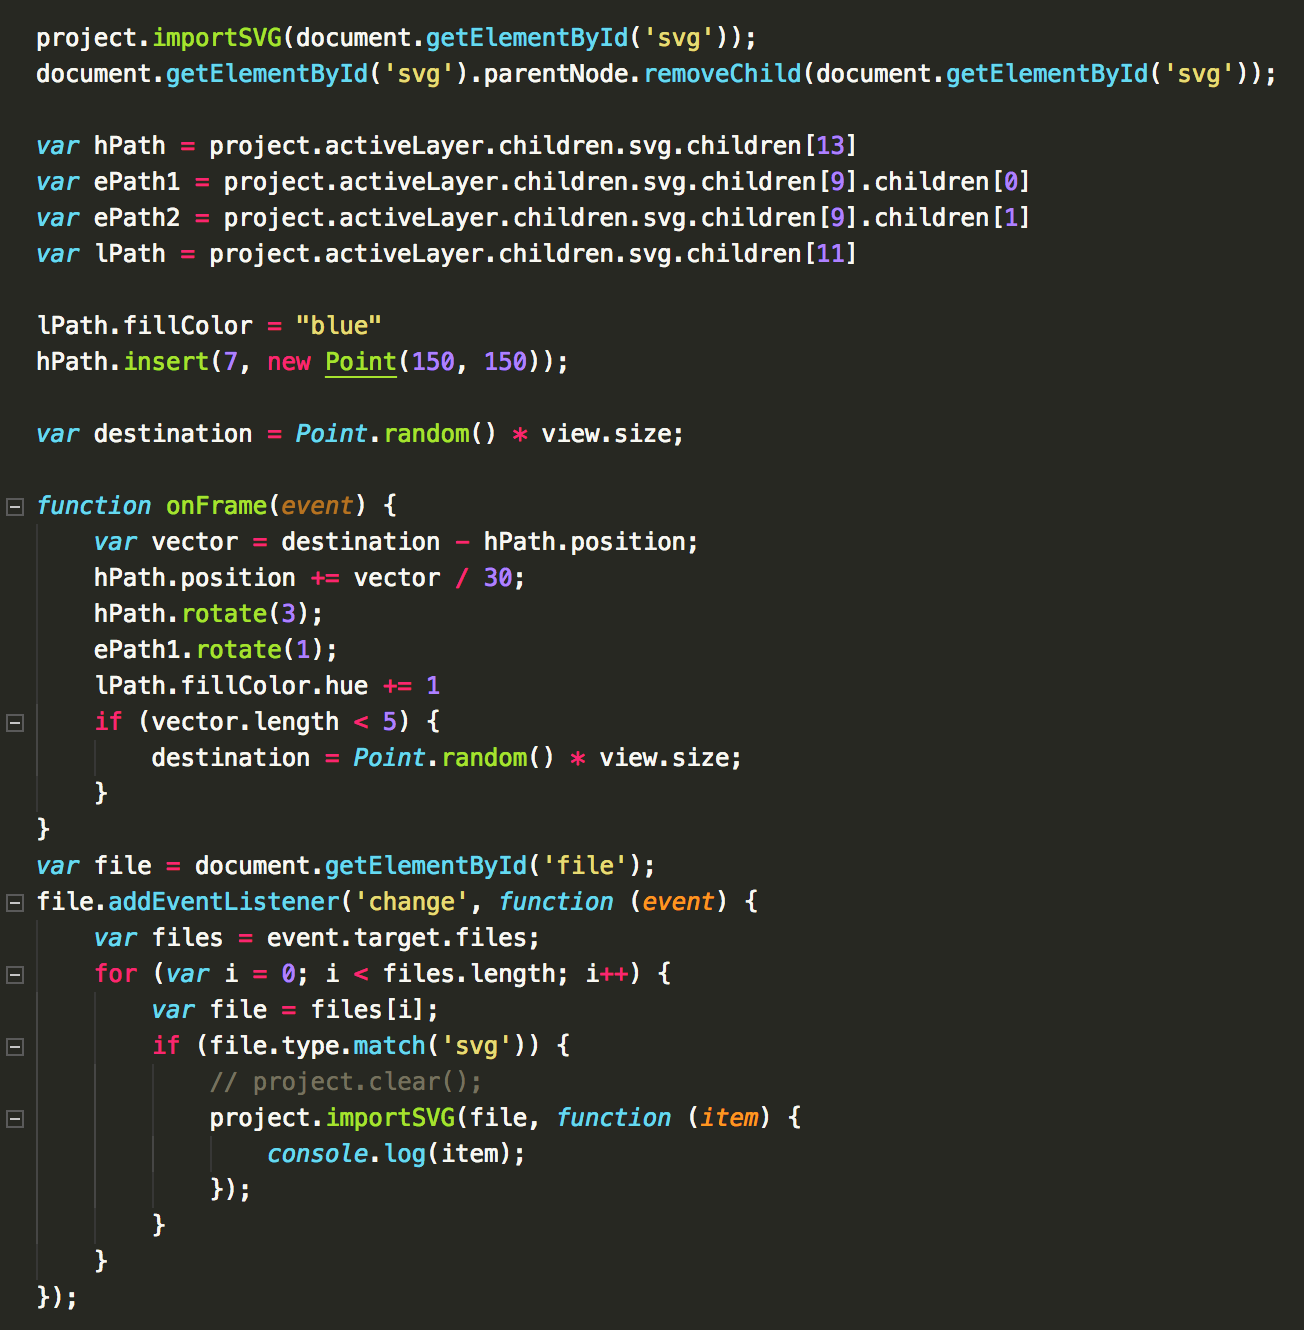 project.importSVG(document.getElementById('svg'));
document.getElementById('svg').parentNode.removeChild(document.getElementById('svg'));
var hPath = project.activeLayer.children.svg.children[13]
var ePath1 = project.activeLayer.children.svg.children[9].children[0]
var ePath2 = project.activeLayer.children.svg.children[9].children[1]
var lPath = project.activeLayer.children.svg.children[11]
lPath.fillColor = "blue"
hPath.insert(7, new Point(150, 150));
var destination = Point.random() * view.size;
function onFrame(event) {
    var vector = destination - hPath.position;
    hPath.position += vector / 30;
    hPath.rotate(3);
    ePath1.rotate(1);
    lPath.fillColor.hue += 1
    if (vector.length < 5) {
        destination = Point.random() * view.size;
    }
}
var file = document.getElementById('file');
file.addEventListener('change', function (event) {
    var files = event.target.files;
    for (var i = 0; i < files.length; i++) {
        var file = files[i];
        if (file.type.match('svg')) {
            // project.clear();
            project.importSVG(file, function (item) {
                console.log(item);
            });
        }
    }
});